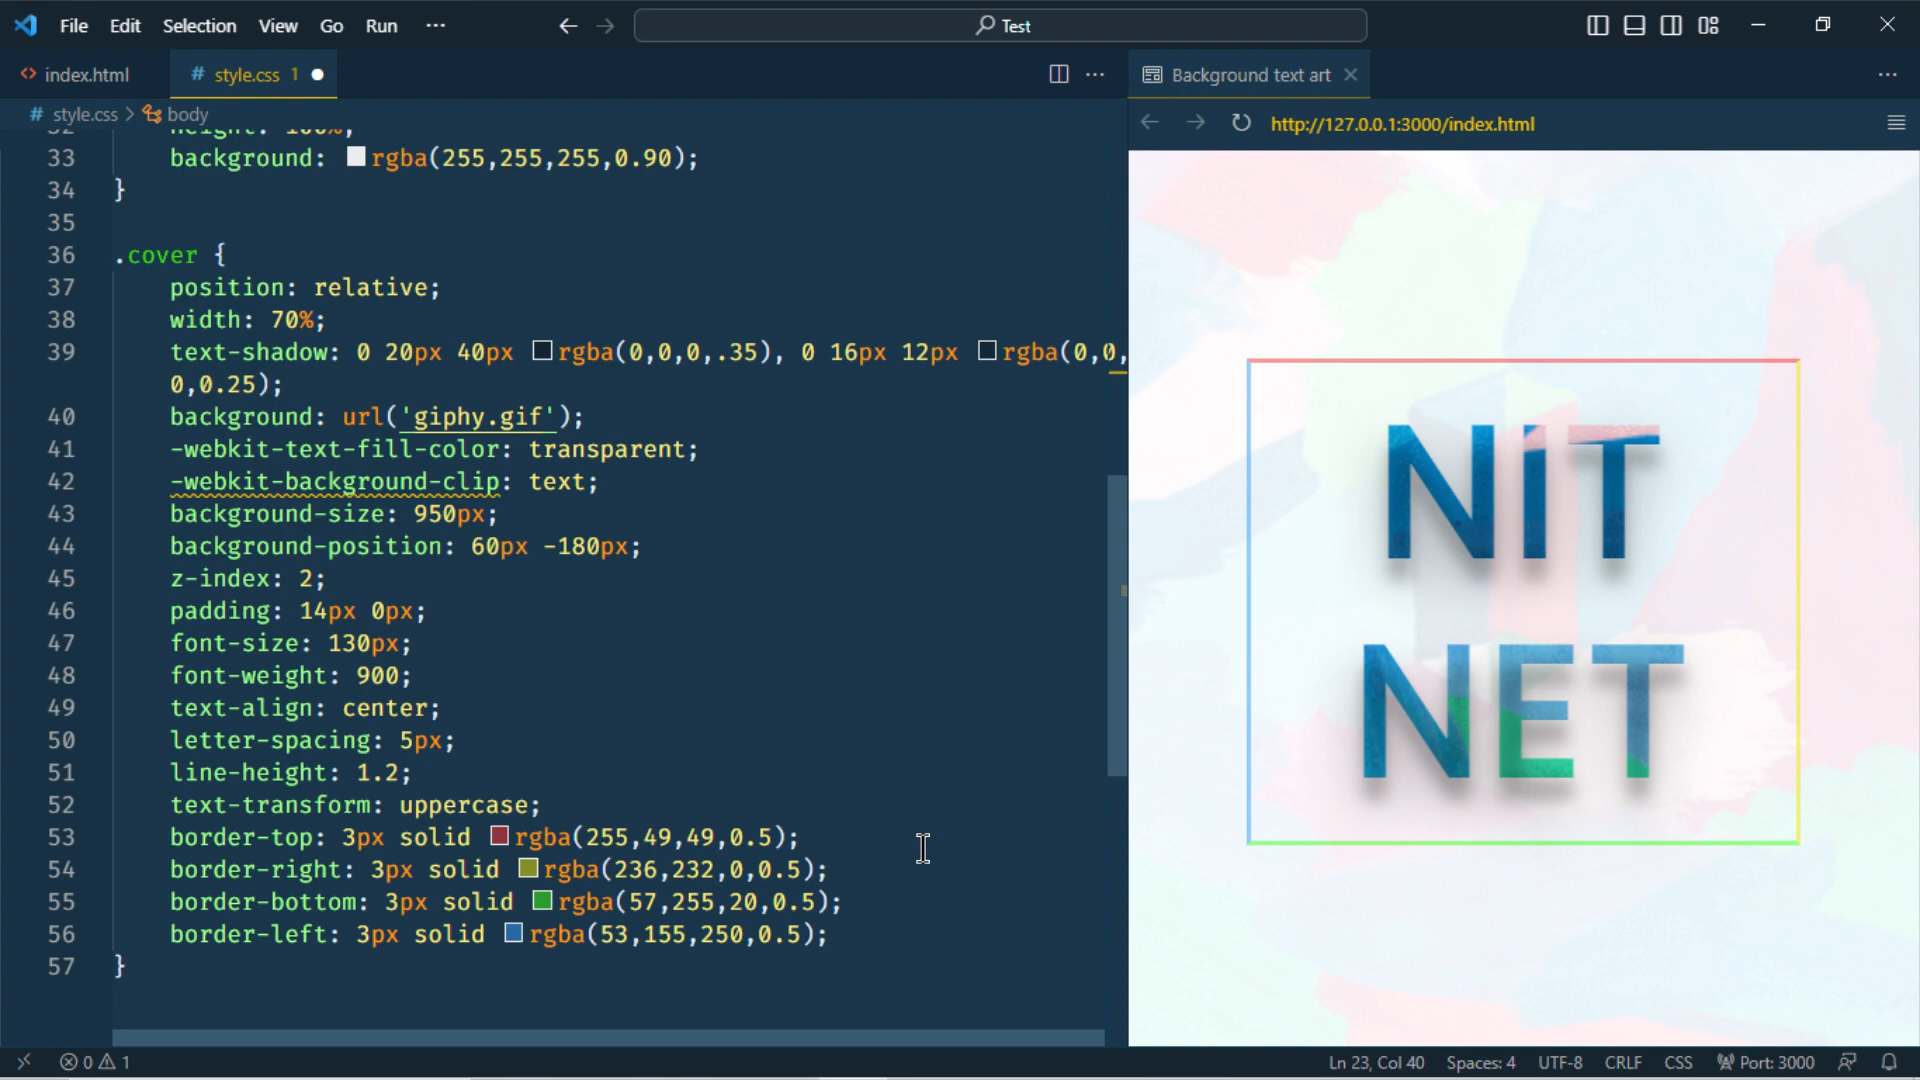 File Edit Selection View Go Run ···
Test
index.html
# style.css 1
Background text art
# style.css > body
http://127.0.0.1:3000/index.html
32 height: 100%;
33 background: rgba(255,255,255,0.90);
34 }
35
36 .cover {
37 position: relative;
38 width: 70%;
39 text-shadow: 0 20px 40px rgba(0,0,0,.35), 0 16px 12px rgba(0,0,
0,0.25);
40 background: url('giphy.gif');
41 -webkit-text-fill-color: transparent;
42 -webkit-background-clip: text;
43 background-size: 950px;
44 background-position: 60px -180px;
45 z-index: 2;
46 padding: 14px 0px;
47 font-size: 130px;
48 font-weight: 900;
49 text-align: center;
50 letter-spacing: 5px;
51 line-height: 1.2;
52 text-transform: uppercase;
53 border-top: 3px solid rgba(255,49,49,0.5);
54 border-right: 3px solid rgba(236,232,0,0.5);
55 border-bottom: 3px solid rgba(57,255,20,0.5);
56 border-left: 3px solid rgba(53,155,250,0.5);
57 }
NIT
NET
0 1
Ln 23, Col 40 Spaces: 4 UTF-8 CRLF CSS Port: 3000